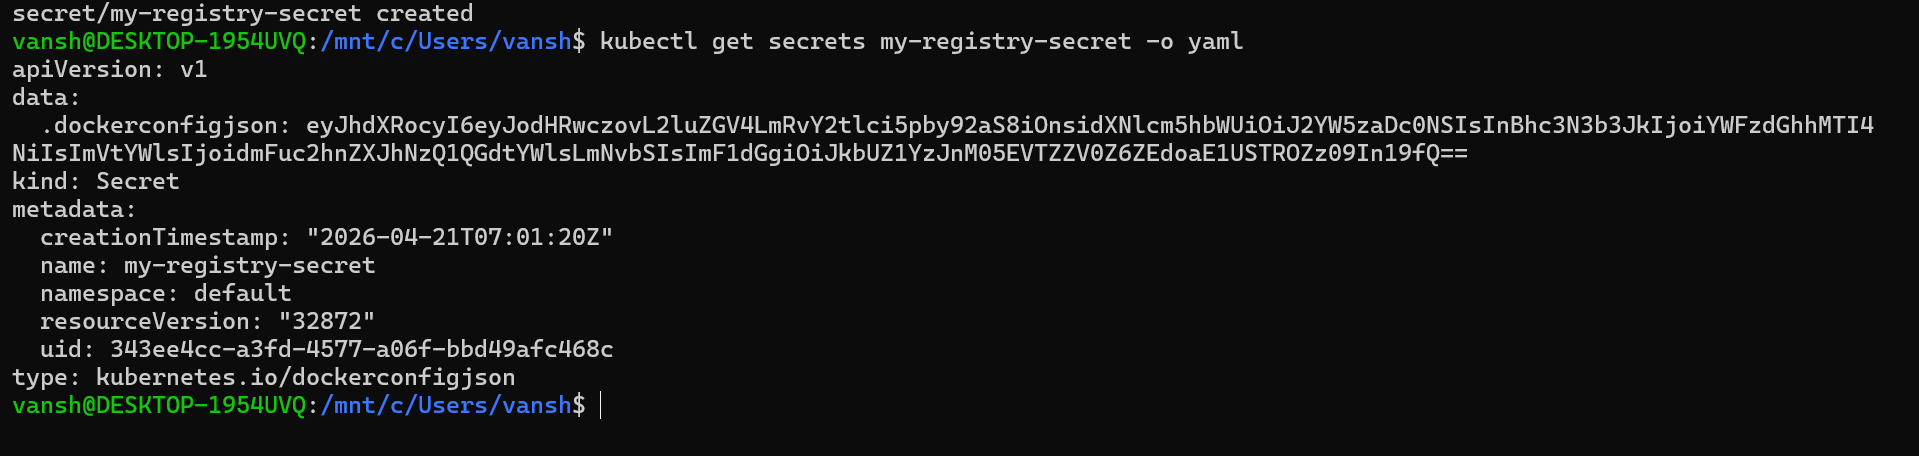 secret/my-registry-secret created
vansh@DESKTOP-1954UVQ:/mnt/c/Users/vansh$ kubectl get secrets my-registry-secret -o yaml
apiVersion: v1
data:
  .dockerconfigjson: eyJhdXRocyI6eyJodHRwczovL2luZGV4LmRvY2tlci5pby92aS8iOnsidXNlcm5hbWUiOiJ2YW5zaDc0NSIsInBhc3N3b3JkIjoiYWFzdGhhMTI4
NiIsImVtYWlsIjoidmFuc2hnZXJhNzQ1QGdtYWlsLmNvbSIsImF1dGgiOiJkbUZ1YzJnM05EVTZZV0Z6ZEdoaE1USTROZz09In19fQ==
kind: Secret
metadata:
  creationTimestamp: "2026-04-21T07:01:20Z"
  name: my-registry-secret
  namespace: default
  resourceVersion: "32872"
  uid: 343ee4cc-a3fd-4577-a06f-bbd49afc468c
type: kubernetes.io/dockerconfigjson
vansh@DESKTOP-1954UVQ:/mnt/c/Users/vansh$